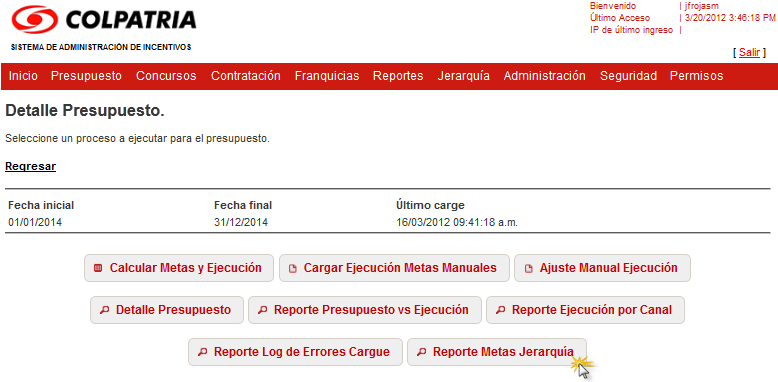 COLPATRIA
SISTEMA DE ADMINISTRACIÓN DE INCENTIVOS
Bienvenido | jfrojasm
Último Acceso | 3/20/2012 3:46:18 PM
IP de último ingreso |
[ Salir ]
Inicio Presupuesto Concursos Contratación Franquicias Reportes Jerarquía Administración Seguridad Permisos
Detalle Presupuesto.
Seleccione un proceso a ejecutar para el presupuesto.
Regresar
Fecha inicial Fecha final Último carge
01/01/2014 31/12/2014 16/03/2012 09:41:18 a.m.
Calcular Metas y Ejecución Cargar Ejecución Metas Manuales Ajuste Manual Ejecución
Detalle Presupuesto Reporte Presupuesto vs Ejecución Reporte Ejecución por Canal
Reporte Log de Errores Cargue Reporte Metas Jerarquía